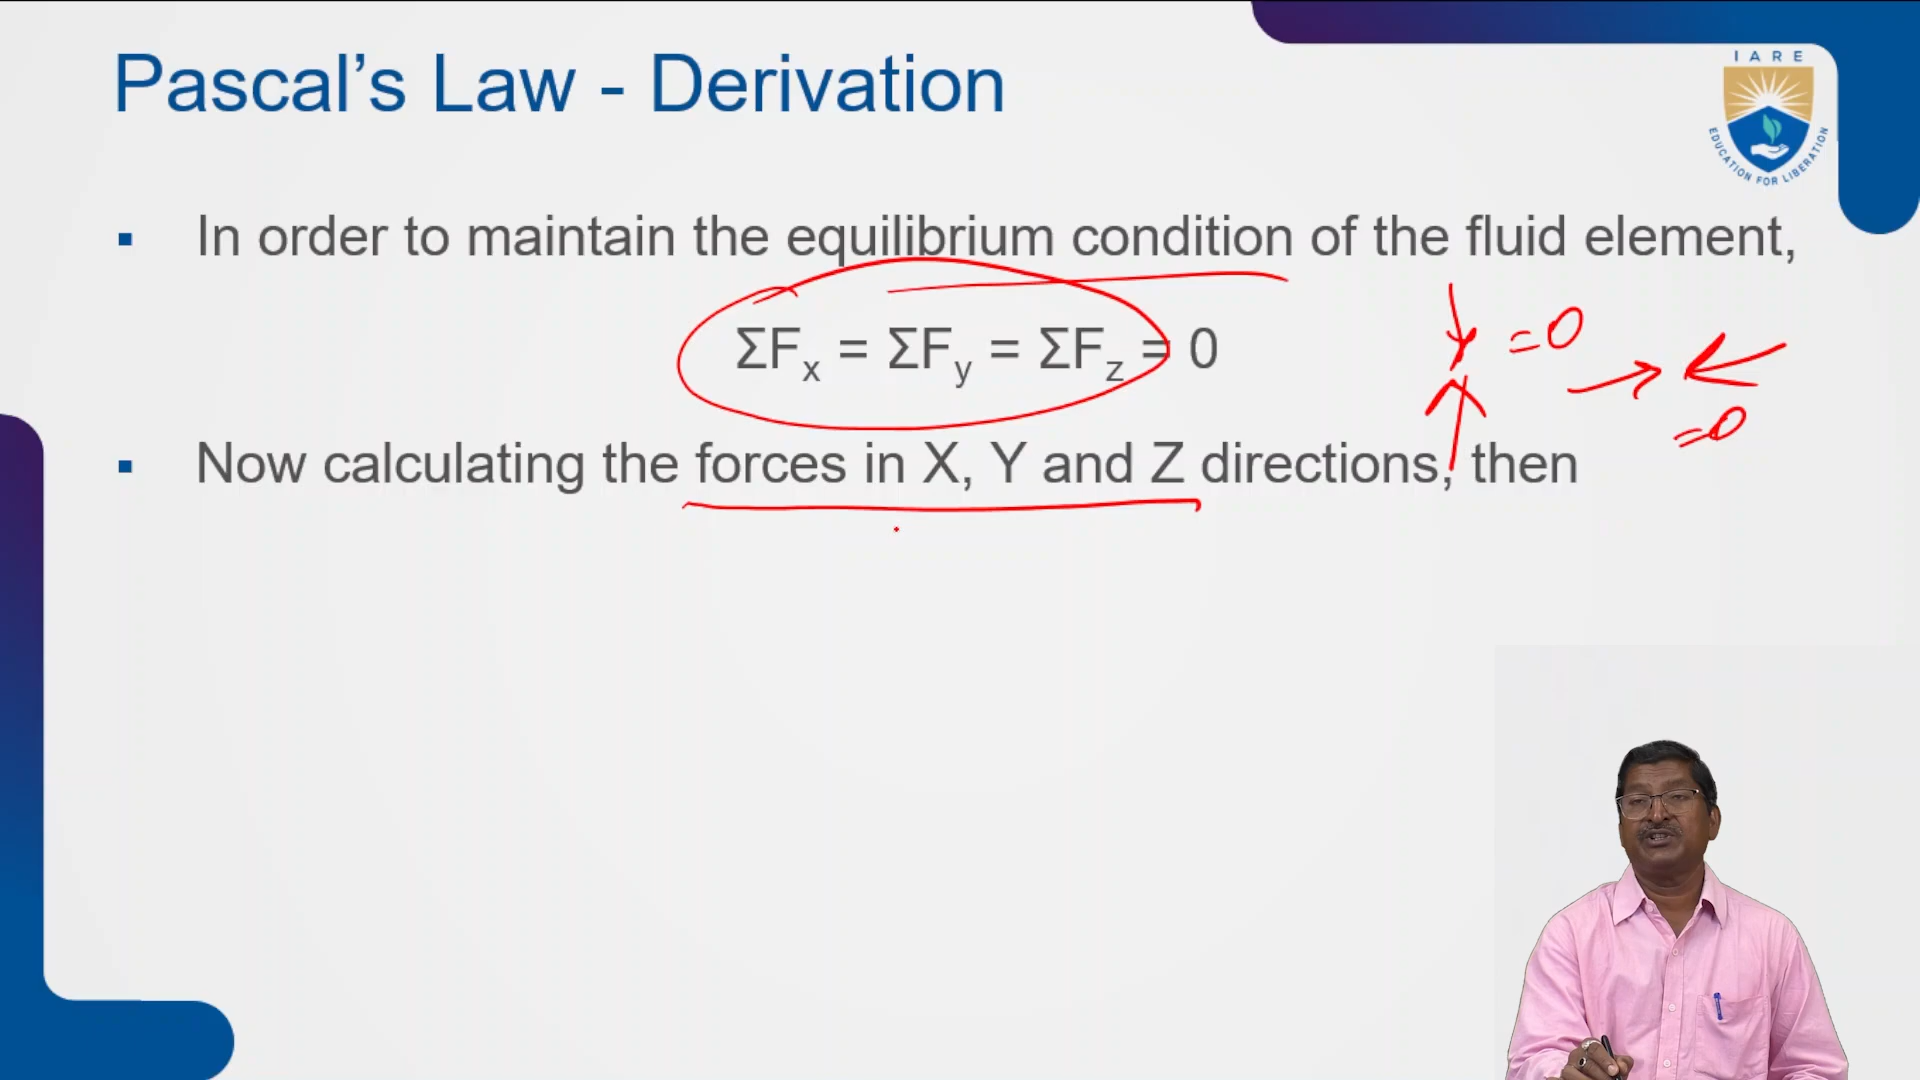 Pascal’s Law - Derivation
IARE
EDUCATION FOR LIBERATION
▪ In order to maintain the equilibrium condition of the fluid element,
ΣFx = ΣFy = ΣFz = 0
=0
=0
▪ Now calculating the forces in X, Y and Z directions, then